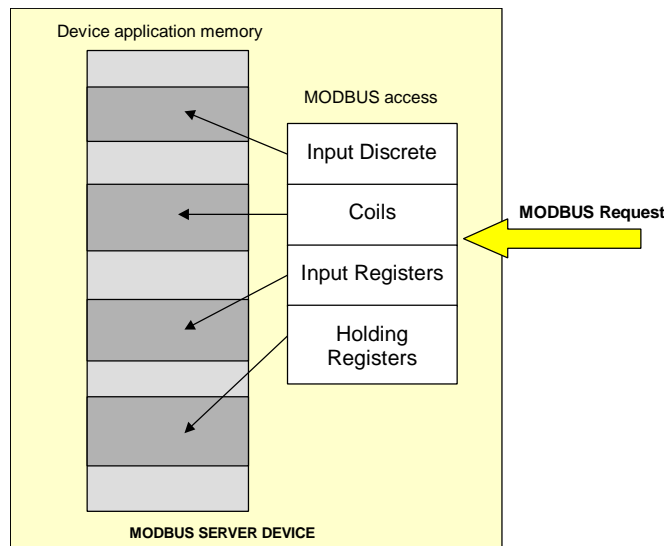 Device application memory
MODBUS access
Input Discrete
Coils
MODBUS Request
Input Registers
Holding
Registers
MODBUS SERVER DEVICE